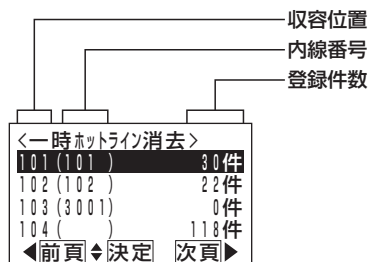 収容位置
内線番号
登録件数
<一時ホットライン消去>
101(101 ) 30件
102(102 ) 22件
103(3001) 0件
104( ) 118件
◀前頁◆決定 次頁▶